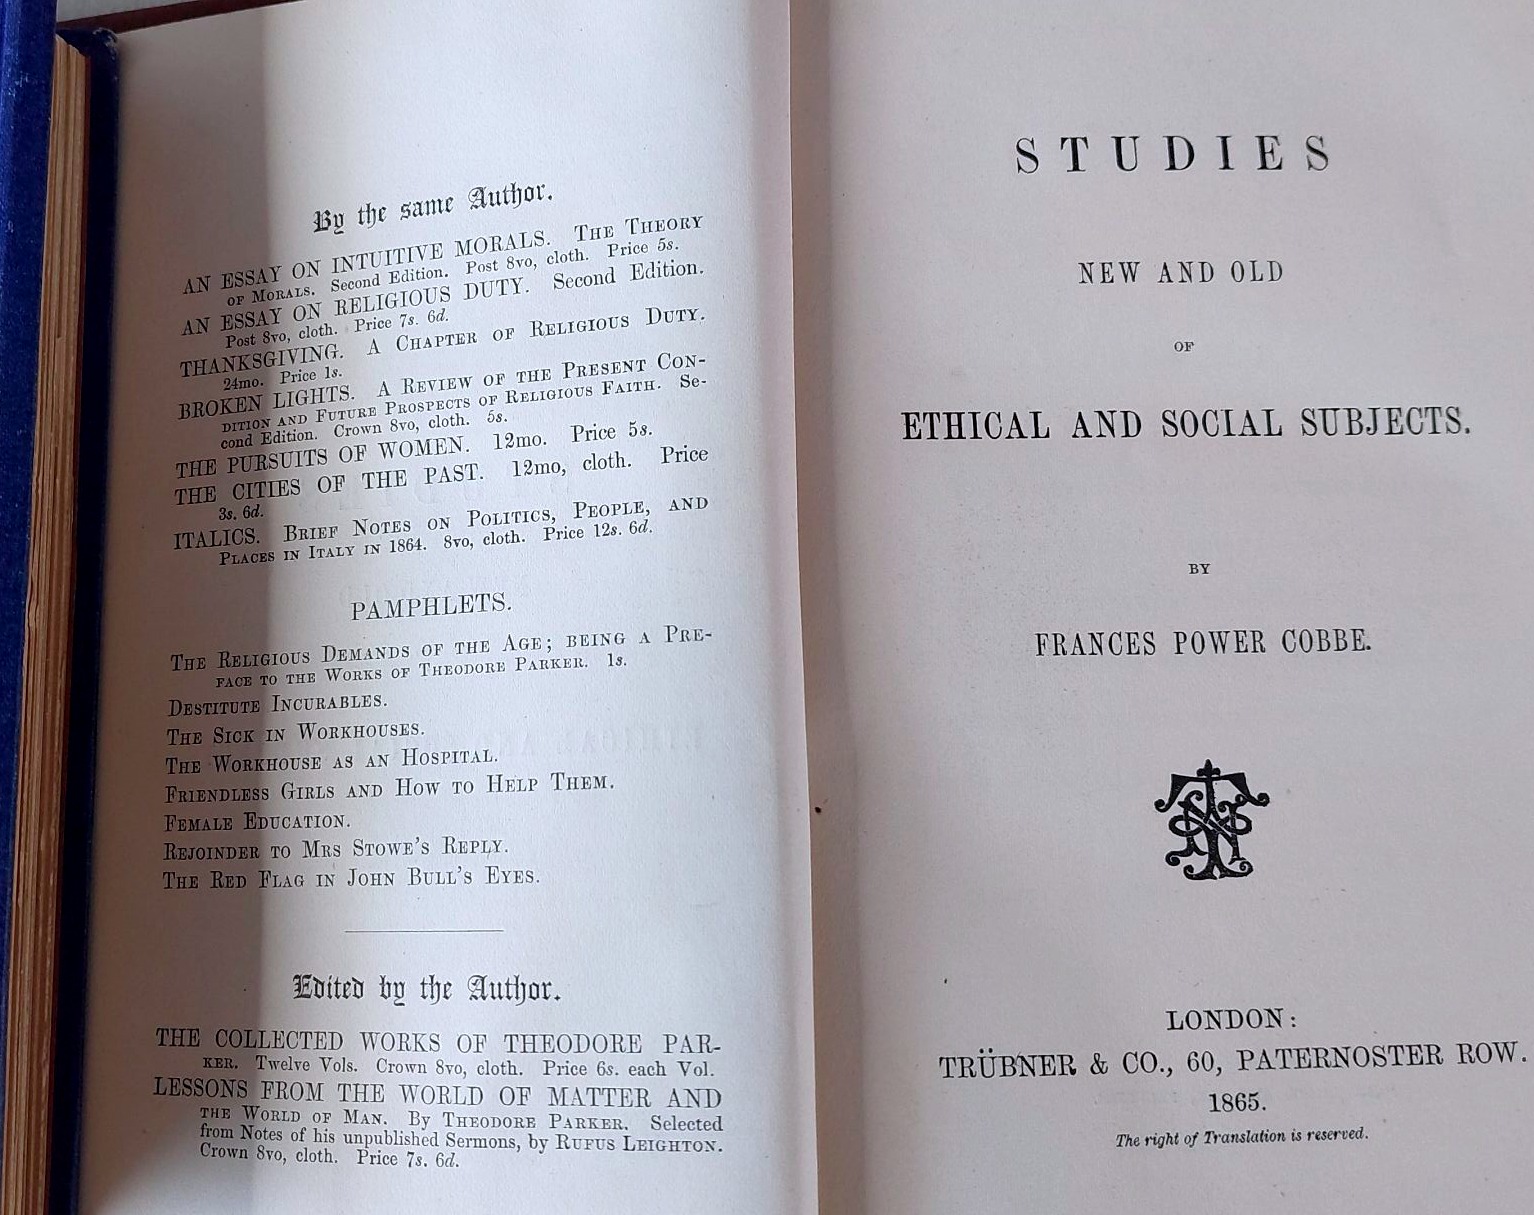 By the same Author.
AN ESSAY ON INTUITIVE MORALS. THE THEORY
OF MORALS. Second Edition. Post 8vo, cloth. Price 5s.
AN ESSAY ON RELIGIOUS DUTY. Second Edition.
Post 8vo, cloth. Price 7s. 6d.
THANKSGIVING. A CHAPTER OF RELIGIOUS DUTY.
24mo. Price 1s.
BROKEN LIGHTS. A REVIEW OF THE PRESENT CON-
DITION AND FUTURE PROSPECTS OF RELIGIOUS FAITH. Se-
cond Edition. Crown 8vo, cloth. 5s.
THE PURSUITS OF WOMEN. 12mo. Price 5s.
THE CITIES OF THE PAST. 12mo, cloth. Price
3s. 6d.
ITALICS. BRIEF NOTES ON POLITICS, PEOPLE, AND
PLACES IN ITALY IN 1864. 8vo, cloth. Price 12s. 6d.
PAMPHLETS.
THE RELIGIOUS DEMANDS OF THE AGE; BEING A PRE-
FACE TO THE WORKS OF THEODORE PARKER. 1s.
DESTITUTE INCURABLES.
THE SICK IN WORKHOUSES.
THE WORKHOUSE AS AN HOSPITAL.
FRIENDLESS GIRLS AND HOW TO HELP THEM.
FEMALE EDUCATION.
REJOINDER TO MRS STOWE'S REPLY.
THE RED FLAG IN JOHN BULL'S EYES.
Edited by the Author.
THE COLLECTED WORKS OF THEODORE PAR-
KER. Twelve Vols. Crown 8vo, cloth. Price 6s. each Vol.
LESSONS FROM THE WORLD OF MATTER AND
THE WORLD OF MAN. By THEODORE PARKER. Selected
from Notes of his unpublished Sermons, by RUFUS LEIGHTON.
Crown 8vo, cloth. Price 7s. 6d.
STUDIES
NEW AND OLD
OF
ETHICAL AND SOCIAL SUBJECTS.
BY
FRANCES POWER COBBE.
LONDON:
TRÜBNER & CO., 60, PATERNOSTER ROW.
1865.
The right of Translation is reserved.